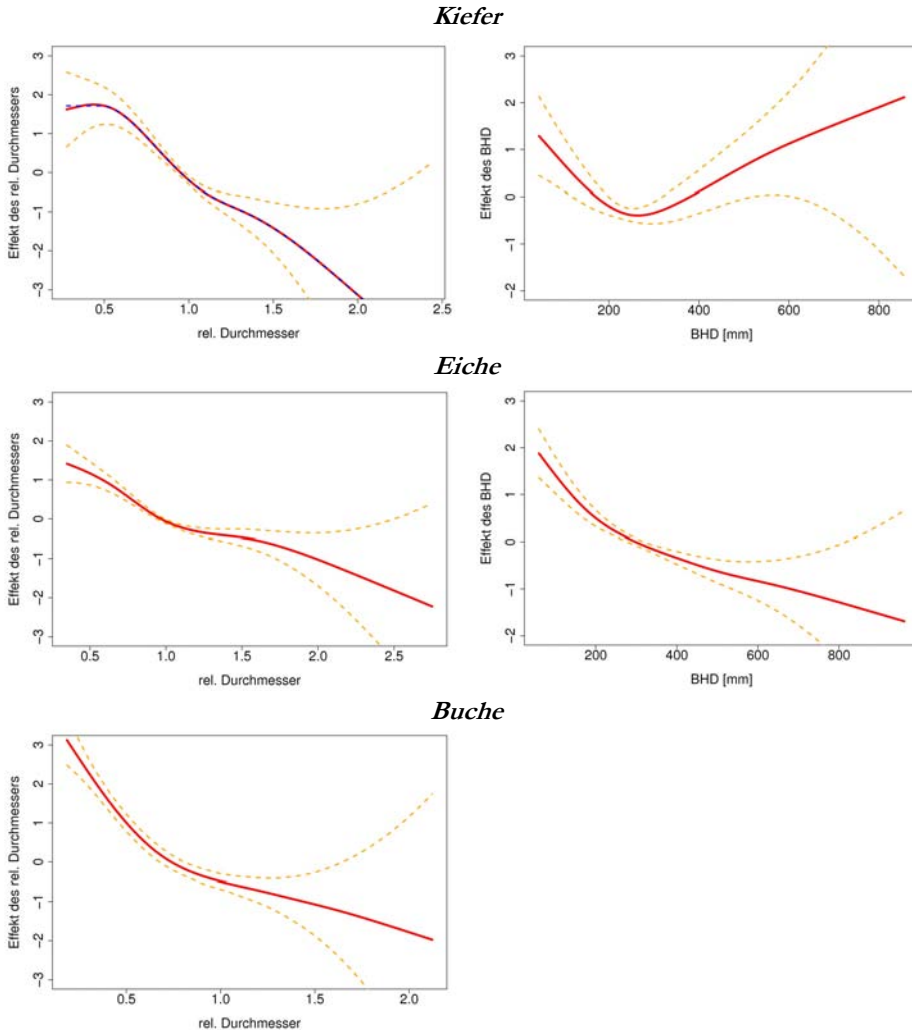 Kiefer
Effekt des rel. Durchmessers
3
2
1
0
−1
−2
−3
0.5 1.0 1.5 2.0 2.5
rel. Durchmesser
Effekt des BHD
3
2
1
0
−1
−2
200 400 600 800
BHD [mm]
Eiche
Effekt des rel. Durchmessers
3
2
1
0
−1
−2
−3
0.5 1.0 1.5 2.0 2.5
rel. Durchmesser
Effekt des BHD
3
2
1
0
−1
−2
200 400 600 800
BHD [mm]
Buche
Effekt des rel. Durchmessers
3
2
1
0
−1
−2
−3
0.5 1.0 1.5 2.0
rel. Durchmesser